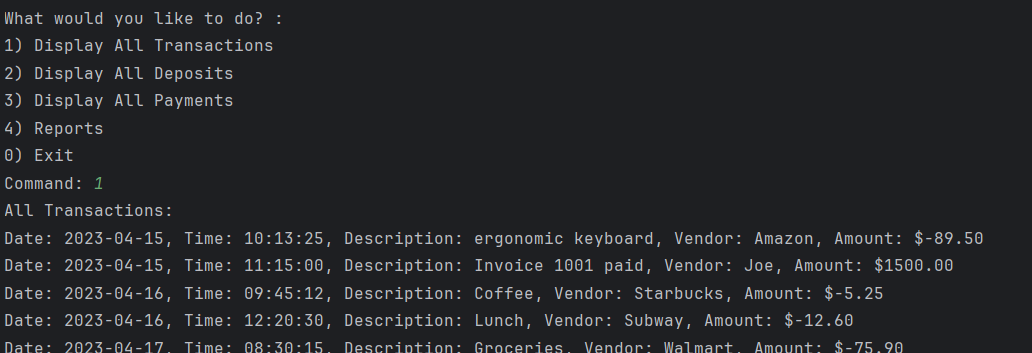 What would you like to do? :
1) Display All Transactions
2) Display All Deposits
3) Display All Payments
4) Reports
0) Exit
Command: 1
All Transactions:
Date: 2023-04-15, Time: 10:13:25, Description: ergonomic keyboard, Vendor: Amazon, Amount: $-89.50
Date: 2023-04-15, Time: 11:15:00, Description: Invoice 1001 paid, Vendor: Joe, Amount: $1500.00
Date: 2023-04-16, Time: 09:45:12, Description: Coffee, Vendor: Starbucks, Amount: $-5.25
Date: 2023-04-16, Time: 12:20:30, Description: Lunch, Vendor: Subway, Amount: $-12.60
Date: 2023-04-17, Time: 08:30:15, Description: Groceries, Vendor: Walmart, Amount: $-75.90